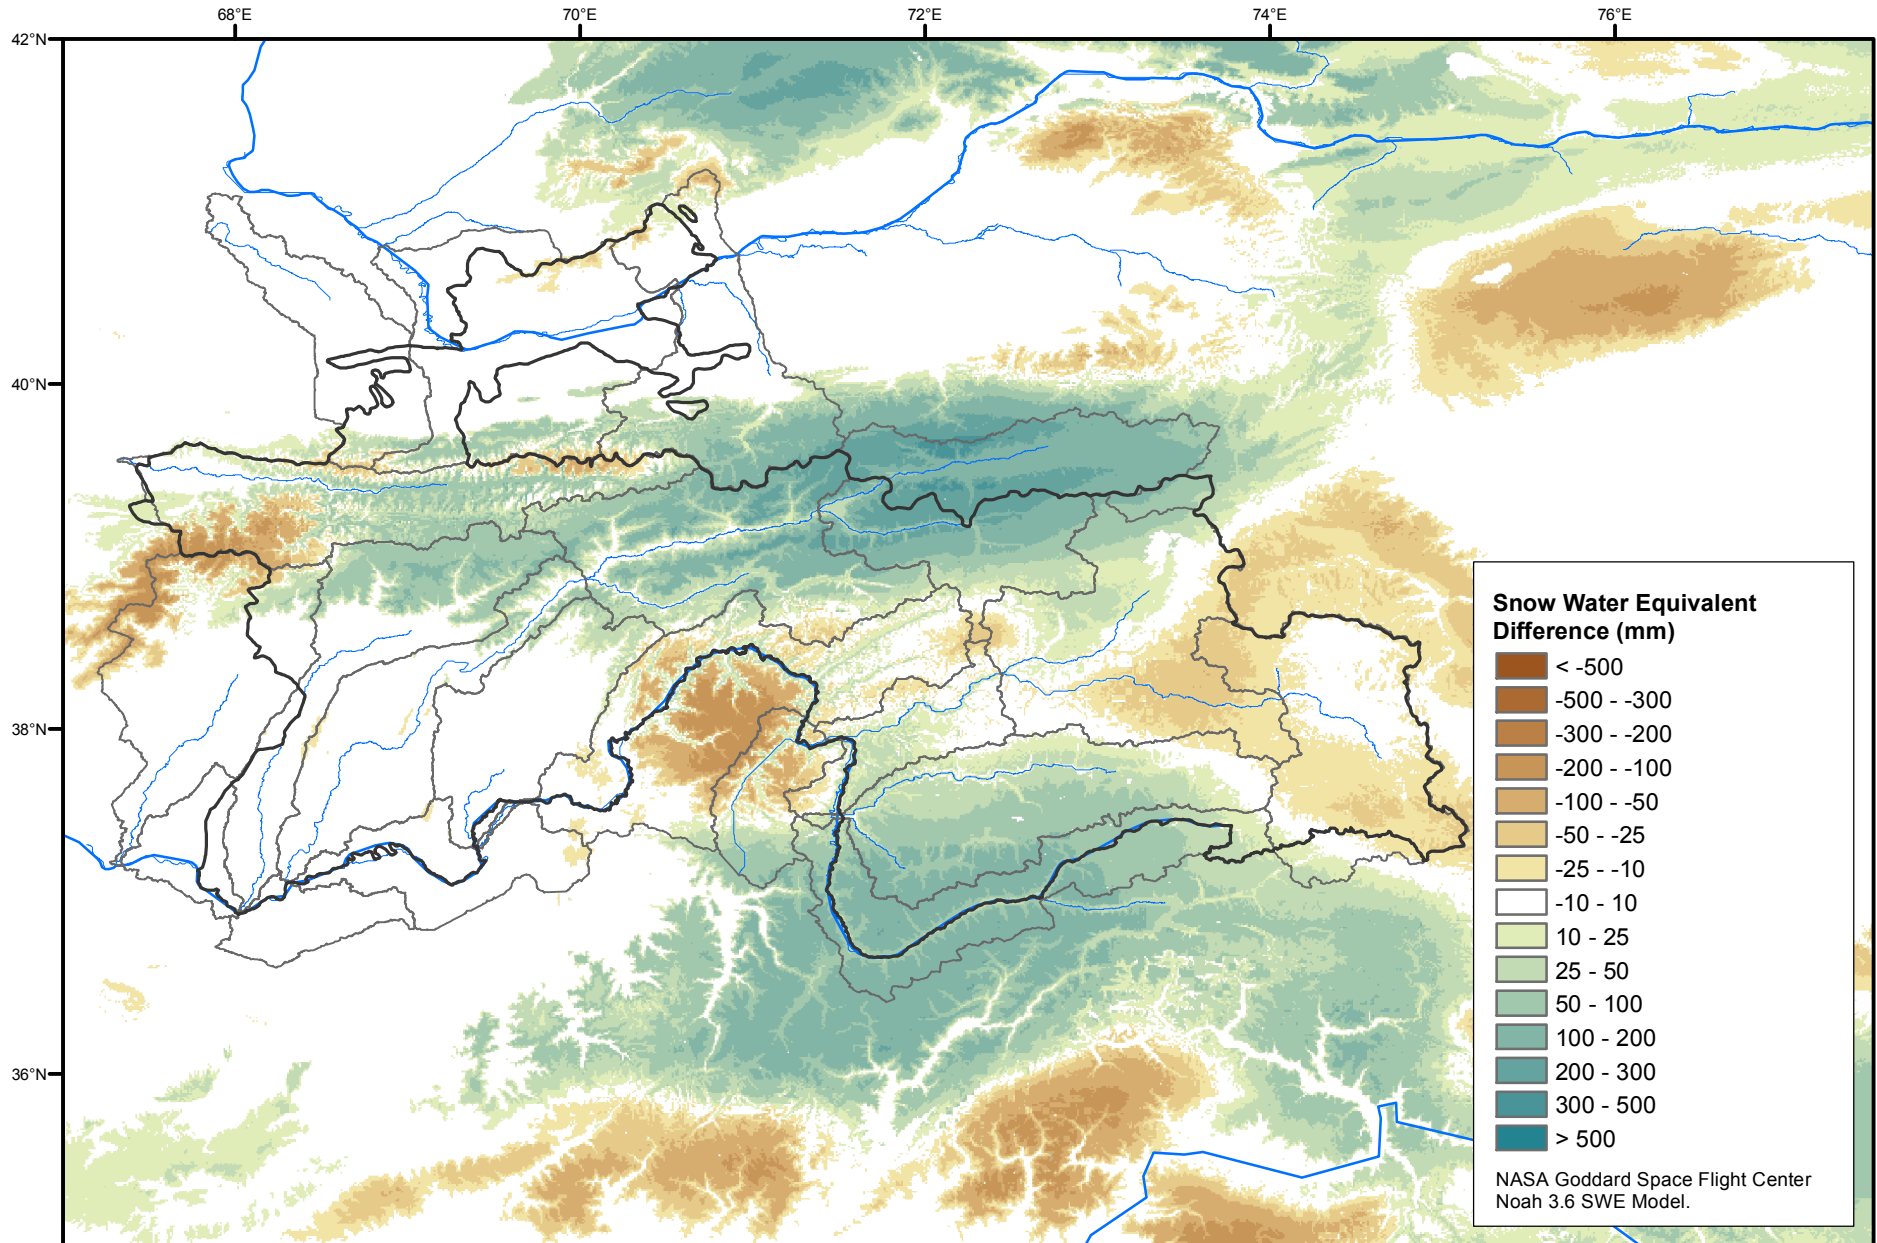 68°E 70°E 72°E 74°E 76°E
42°N
40°N
38°N
36°N
Snow Water Equivalent
Difference (mm)
< -500
-500 - -300
-300 - -200
-200 - -100
-100 - -50
-50 - -25
-25 - -10
-10 - 10
10 - 25
25 - 50
50 - 100
100 - 200
200 - 300
300 - 500
> 500
NASA Goddard Space Flight Center
Noah 3.6 SWE Model.